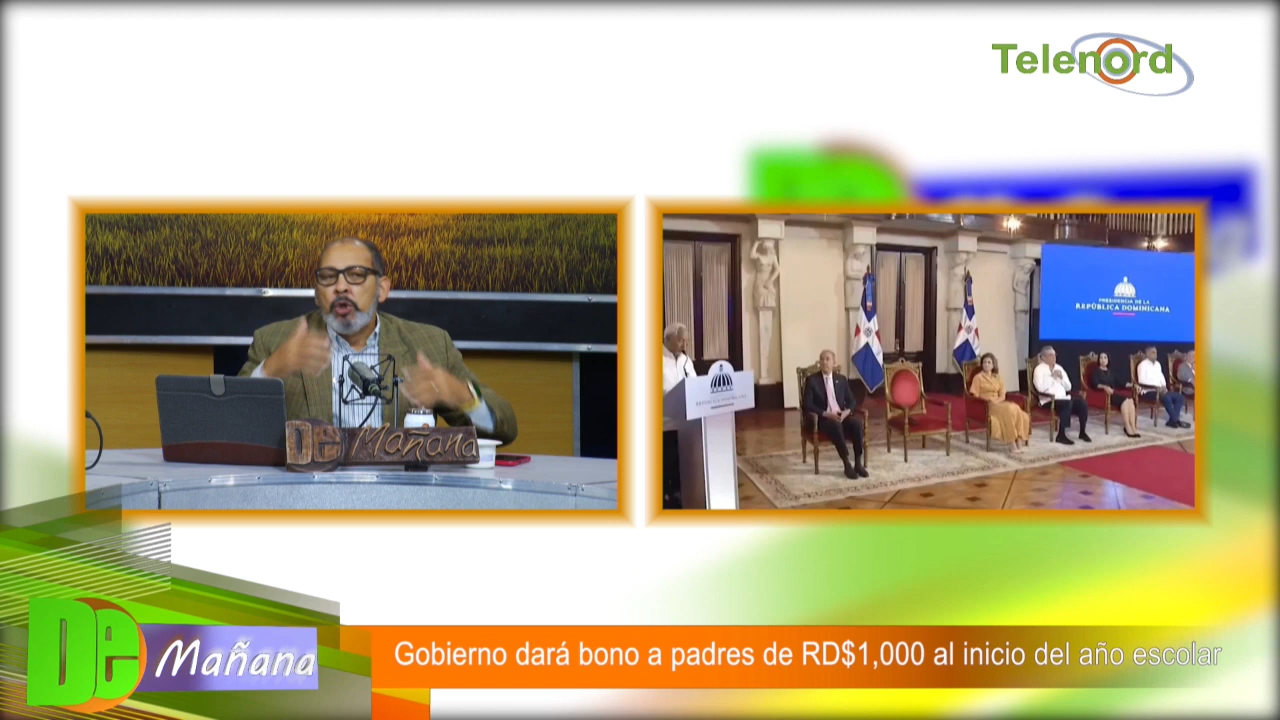 Telenord
PRESIDENCIA DE LA
REPÚBLICA DOMINICANA
De Mañana
De Mañana
Gobierno dará bono a padres de RD$1,000 al inicio del año escolar